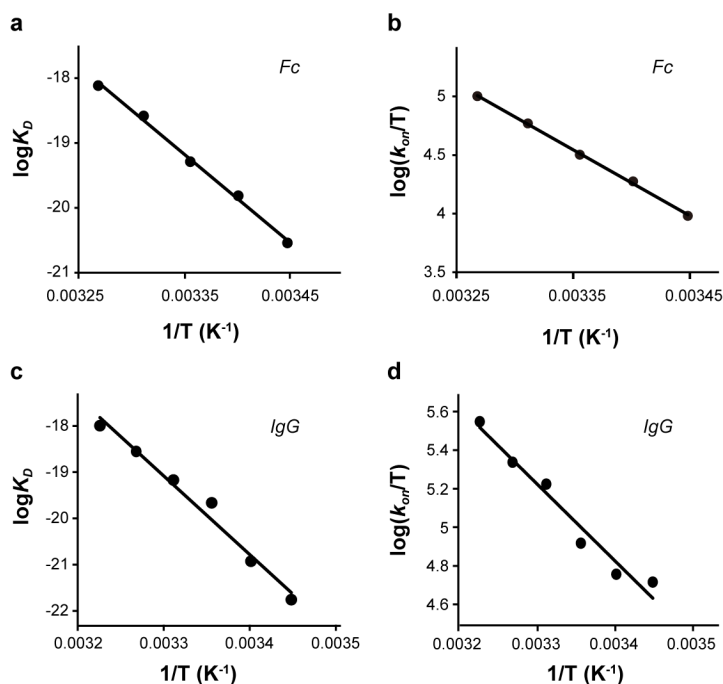 a
Fc
logK_D
-18
-19
-20
-21
0.00325
0.00335
0.00345
1/T (K⁻¹)
b
Fc
log(k_on/T)
5
4.5
4
3.5
0.00325
0.00335
0.00345
1/T (K⁻¹)
c
IgG
logK_D
-18
-19
-20
-21
-22
0.0032
0.0033
0.0034
0.0035
1/T (K⁻¹)
d
IgG
log(k_on/T)
5.6
5.4
5.2
5
4.8
4.6
0.0032
0.0033
0.0034
0.0035
1/T (K⁻¹)